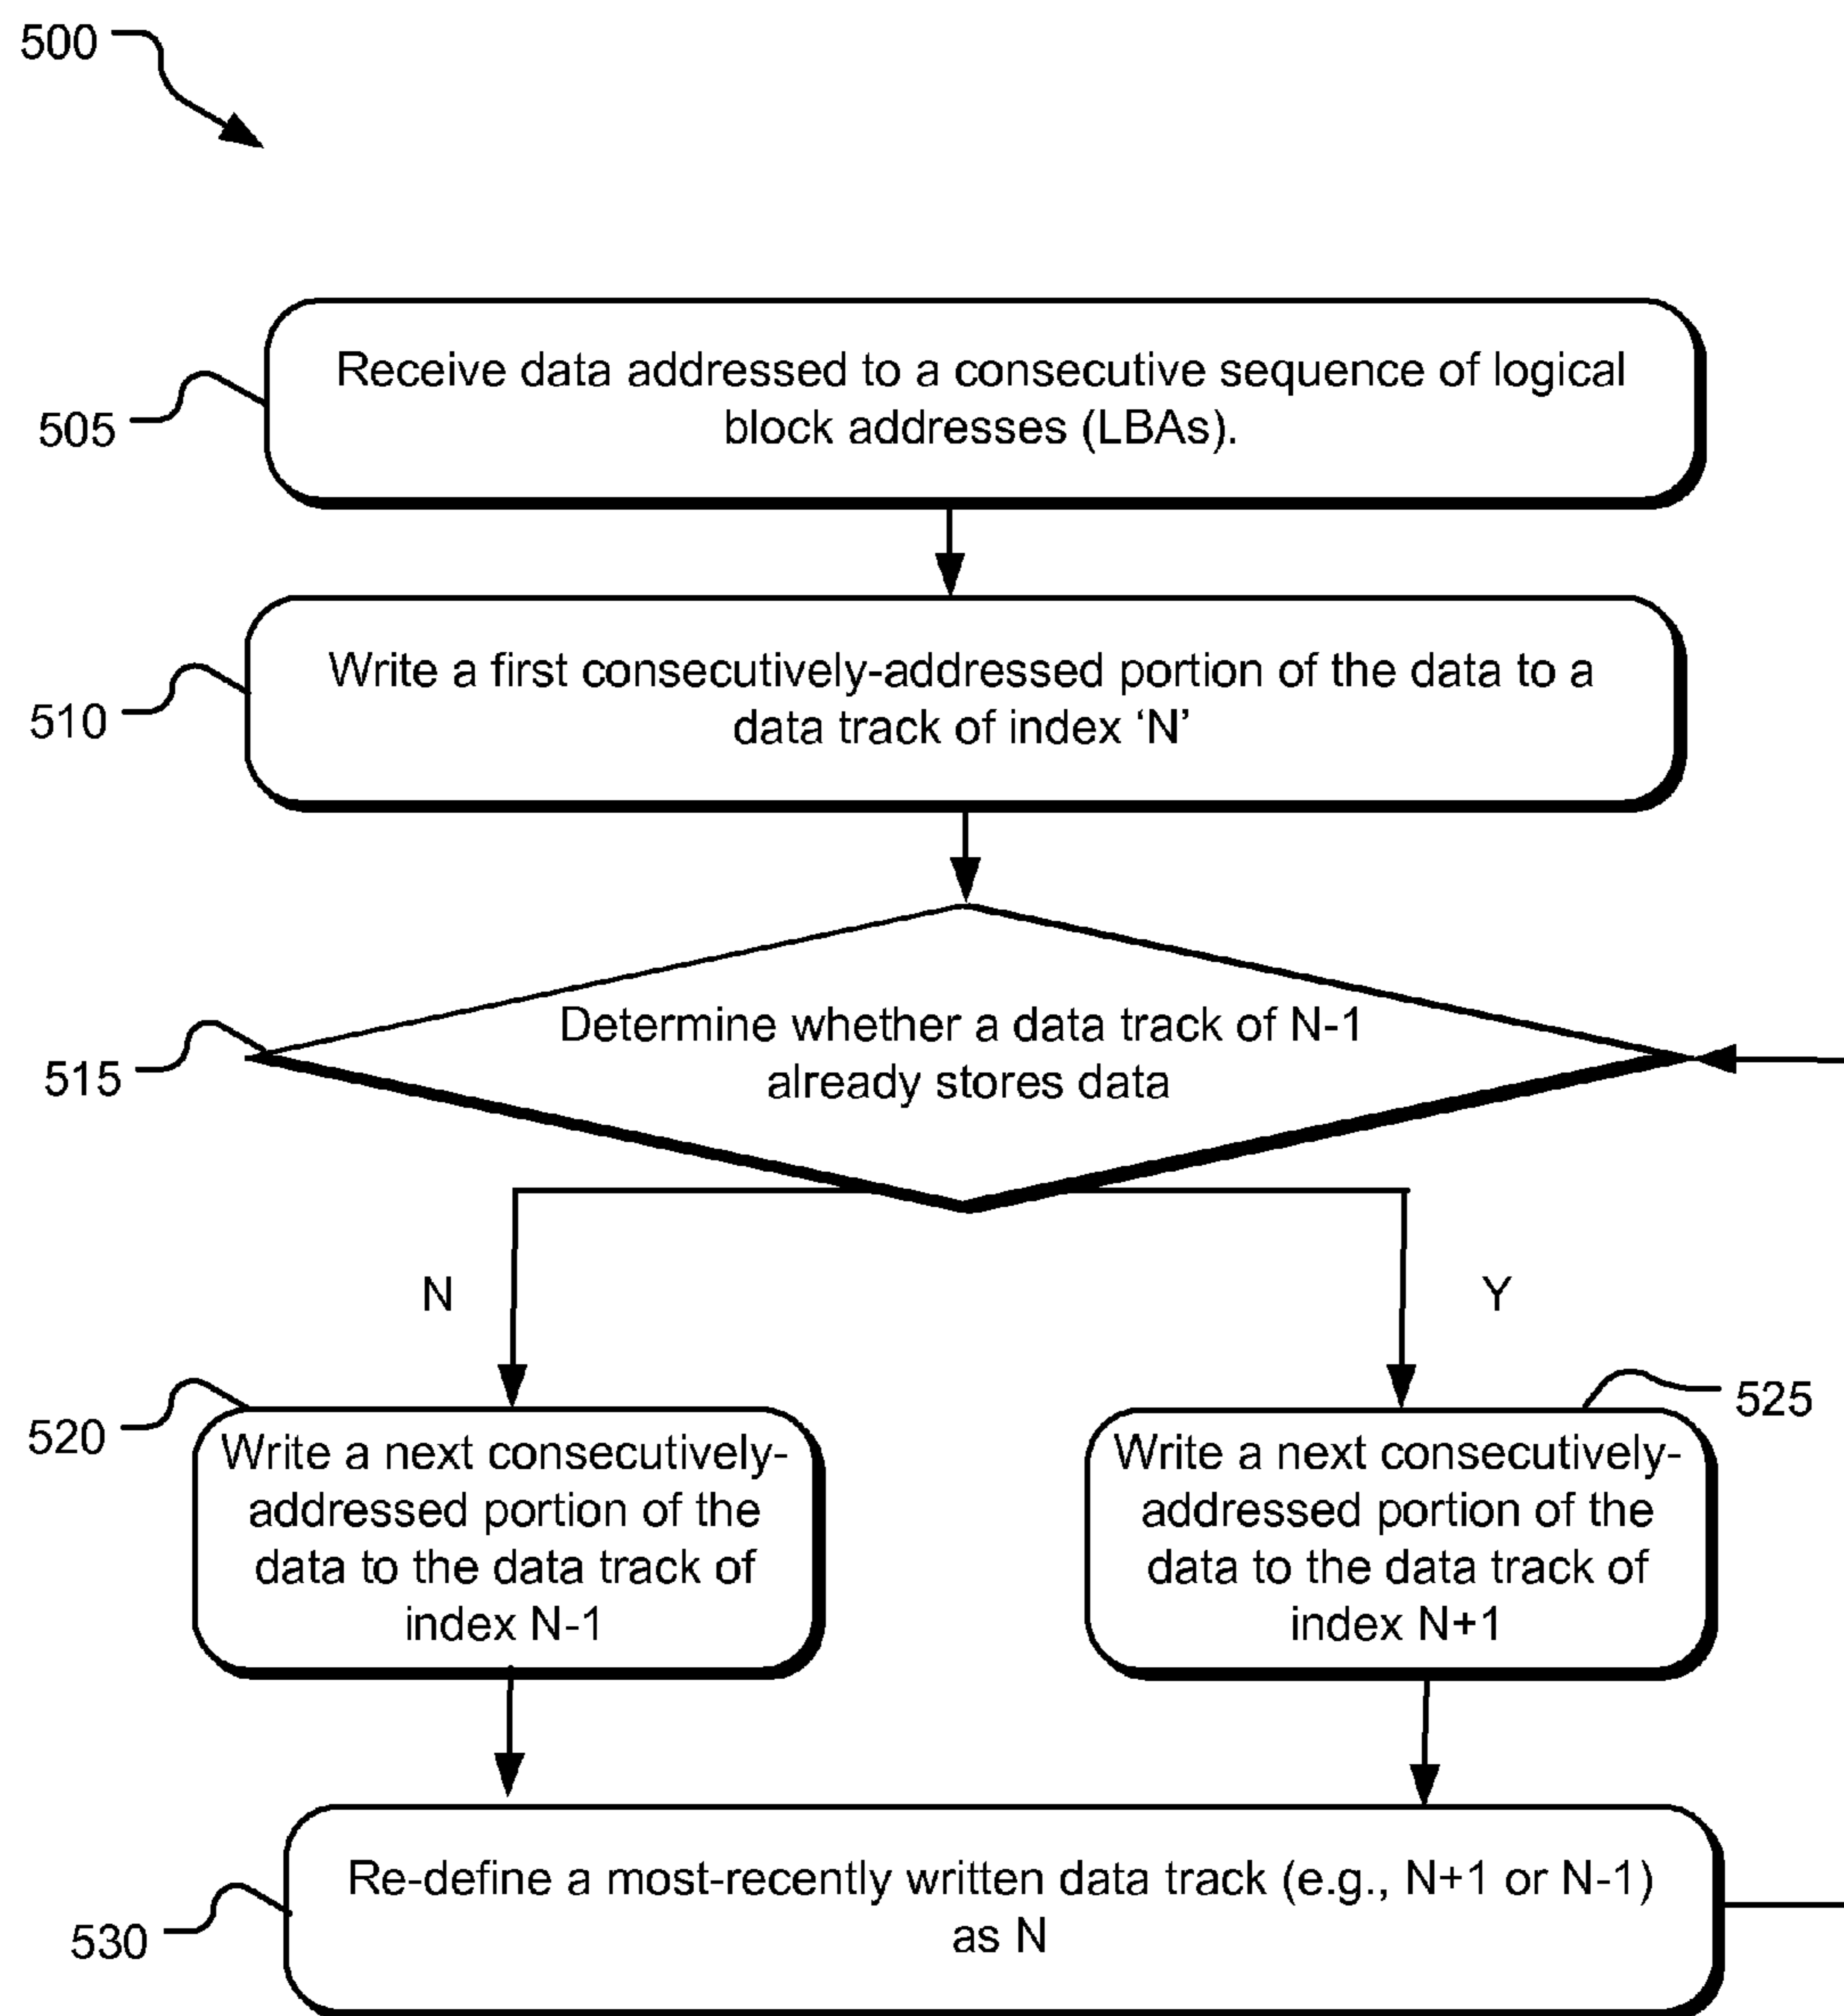 500
Receive data addressed to a consecutive sequence of logical
block addresses (LBAs).
505
Write a first consecutively-addressed portion of the data to a
data track of index ‘N’
510
Determine whether a data track of N-1
already stores data
515
N
Y
520
525
Write a next consecutively-
addressed portion of the
data to the data track of
index N-1
Write a next consecutively-
addressed portion of the
data to the data track of
index N+1
Re-define a most-recently written data track (e.g., N+1 or N-1)
as N
530